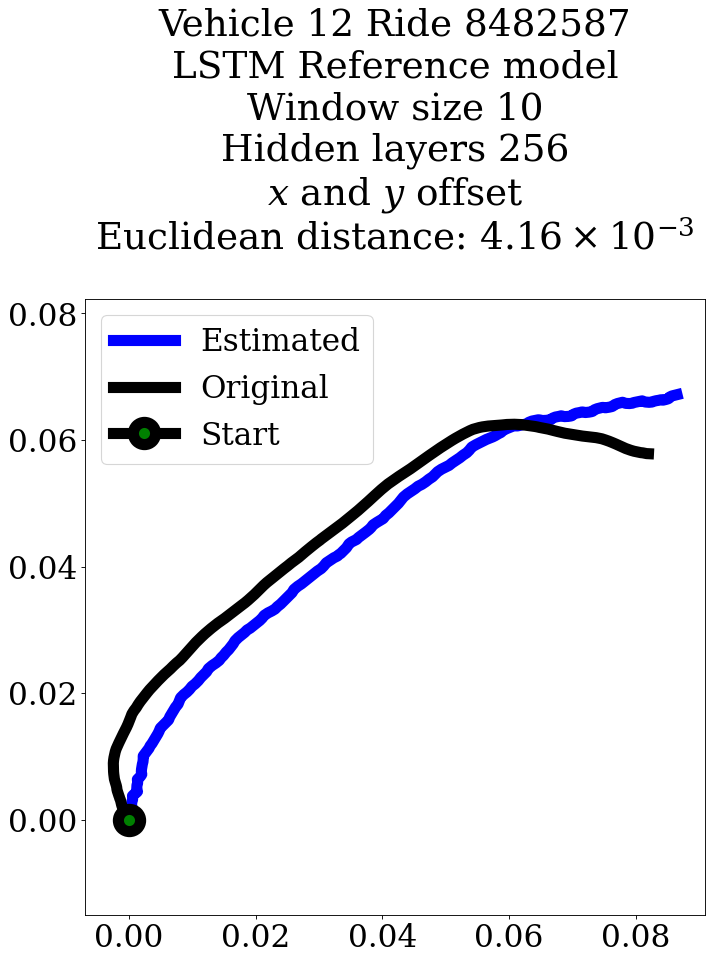 Vehicle 12 Ride 8482587
LSTM Reference model
Window size 10
Hidden layers 256
x and y offset
Euclidean distance: 4.16 × 10⁻³
Estimated
Original
Start
0.08
0.06
0.04
0.02
0.00
0.00 0.02 0.04 0.06 0.08